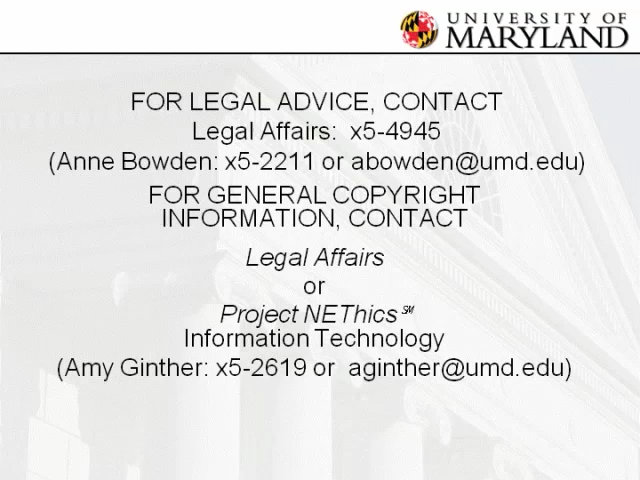 UNIVERSITY OF
MARYLAND
FOR LEGAL ADVICE, CONTACT
Legal Affairs: x5-4945
(Anne Bowden: x5-2211 or abowden@umd.edu)
FOR GENERAL COPYRIGHT
INFORMATION, CONTACT
Legal Affairs
or
Project NEThics℠
Information Technology
(Amy Ginther: x5-2619 or aginther@umd.edu)